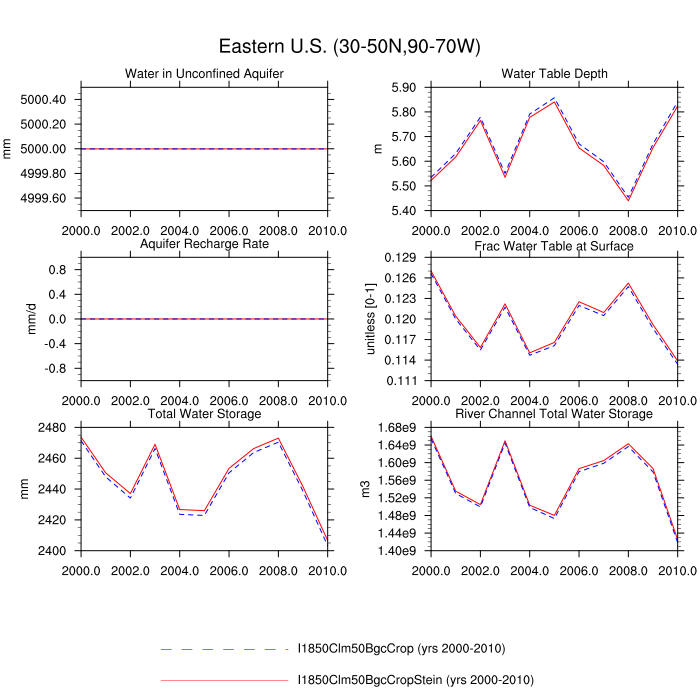 Eastern U.S. (30-50N,90-70W)
Water in Unconfined Aquifer
5000.40
5000.20
5000.00
4999.80
4999.60
mm
2000.0 2002.0 2004.0 2006.0 2008.0 2010.0
Water Table Depth
5.90
5.80
5.70
5.60
5.50
5.40
m
2000.0 2002.0 2004.0 2006.0 2008.0 2010.0
Aquifer Recharge Rate
0.8
0.4
0.0
-0.4
-0.8
mm/d
2000.0 2002.0 2004.0 2006.0 2008.0 2010.0
Frac Water Table at Surface
0.129
0.126
0.123
0.120
0.117
0.114
0.111
unitless [0-1]
2000.0 2002.0 2004.0 2006.0 2008.0 2010.0
Total Water Storage
2480
2460
2440
2420
2400
mm
2000.0 2002.0 2004.0 2006.0 2008.0 2010.0
River Channel Total Water Storage
1.68e9
1.64e9
1.60e9
1.56e9
1.52e9
1.48e9
1.44e9
1.40e9
m3
2000.0 2002.0 2004.0 2006.0 2008.0 2010.0
I1850Clm50BgcCrop (yrs 2000-2010)
I1850Clm50BgcCropStein (yrs 2000-2010)